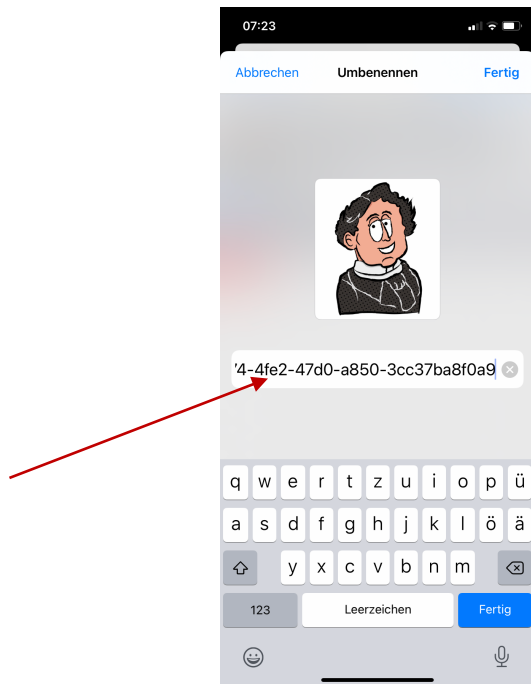 07:23
Abbrechen Umbenennen Fertig
4-4fe2-47d0-a850-3cc37ba8f0a9
q w e r t z u i o p ü
a s d f g h j k l ö ä
y x c v b n m
123 Leerzeichen Fertig